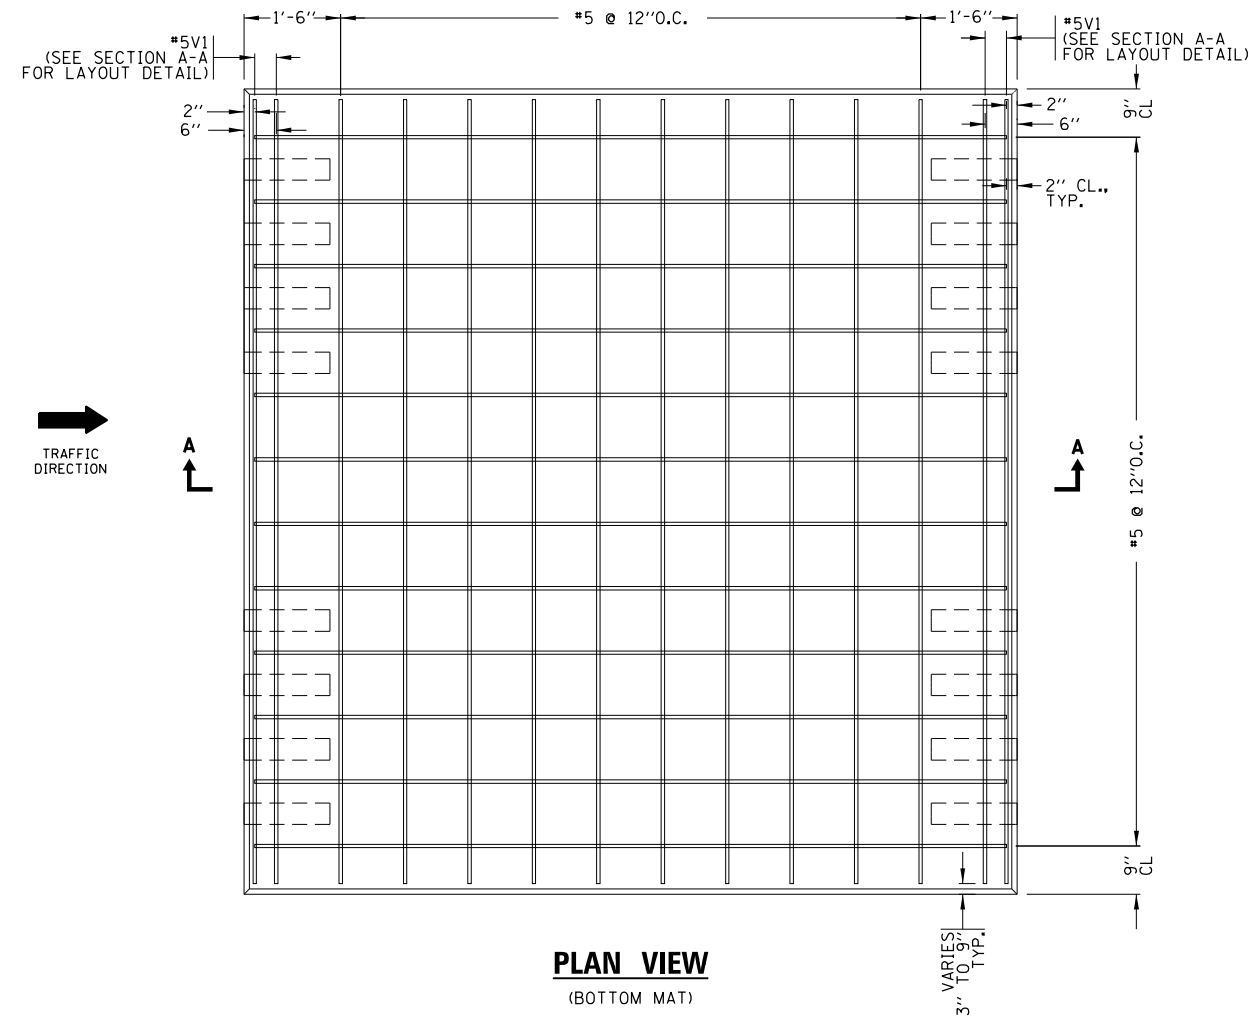 1'-6''
#5 @ 12''O.C.
1'-6''
#5V1
(SEE SECTION A-A
FOR LAYOUT DETAIL)
#5V1
(SEE SECTION A-A
FOR LAYOUT DETAIL)
2''
6''
2''
6''
9''
CL
2'' CL.,
TYP.
TRAFFIC
DIRECTION
A
A
#5 @ 12''O.C.
9''
CL
VARIES
3'' TO 9''
TYP.
PLAN VIEW
(BOTTOM MAT)